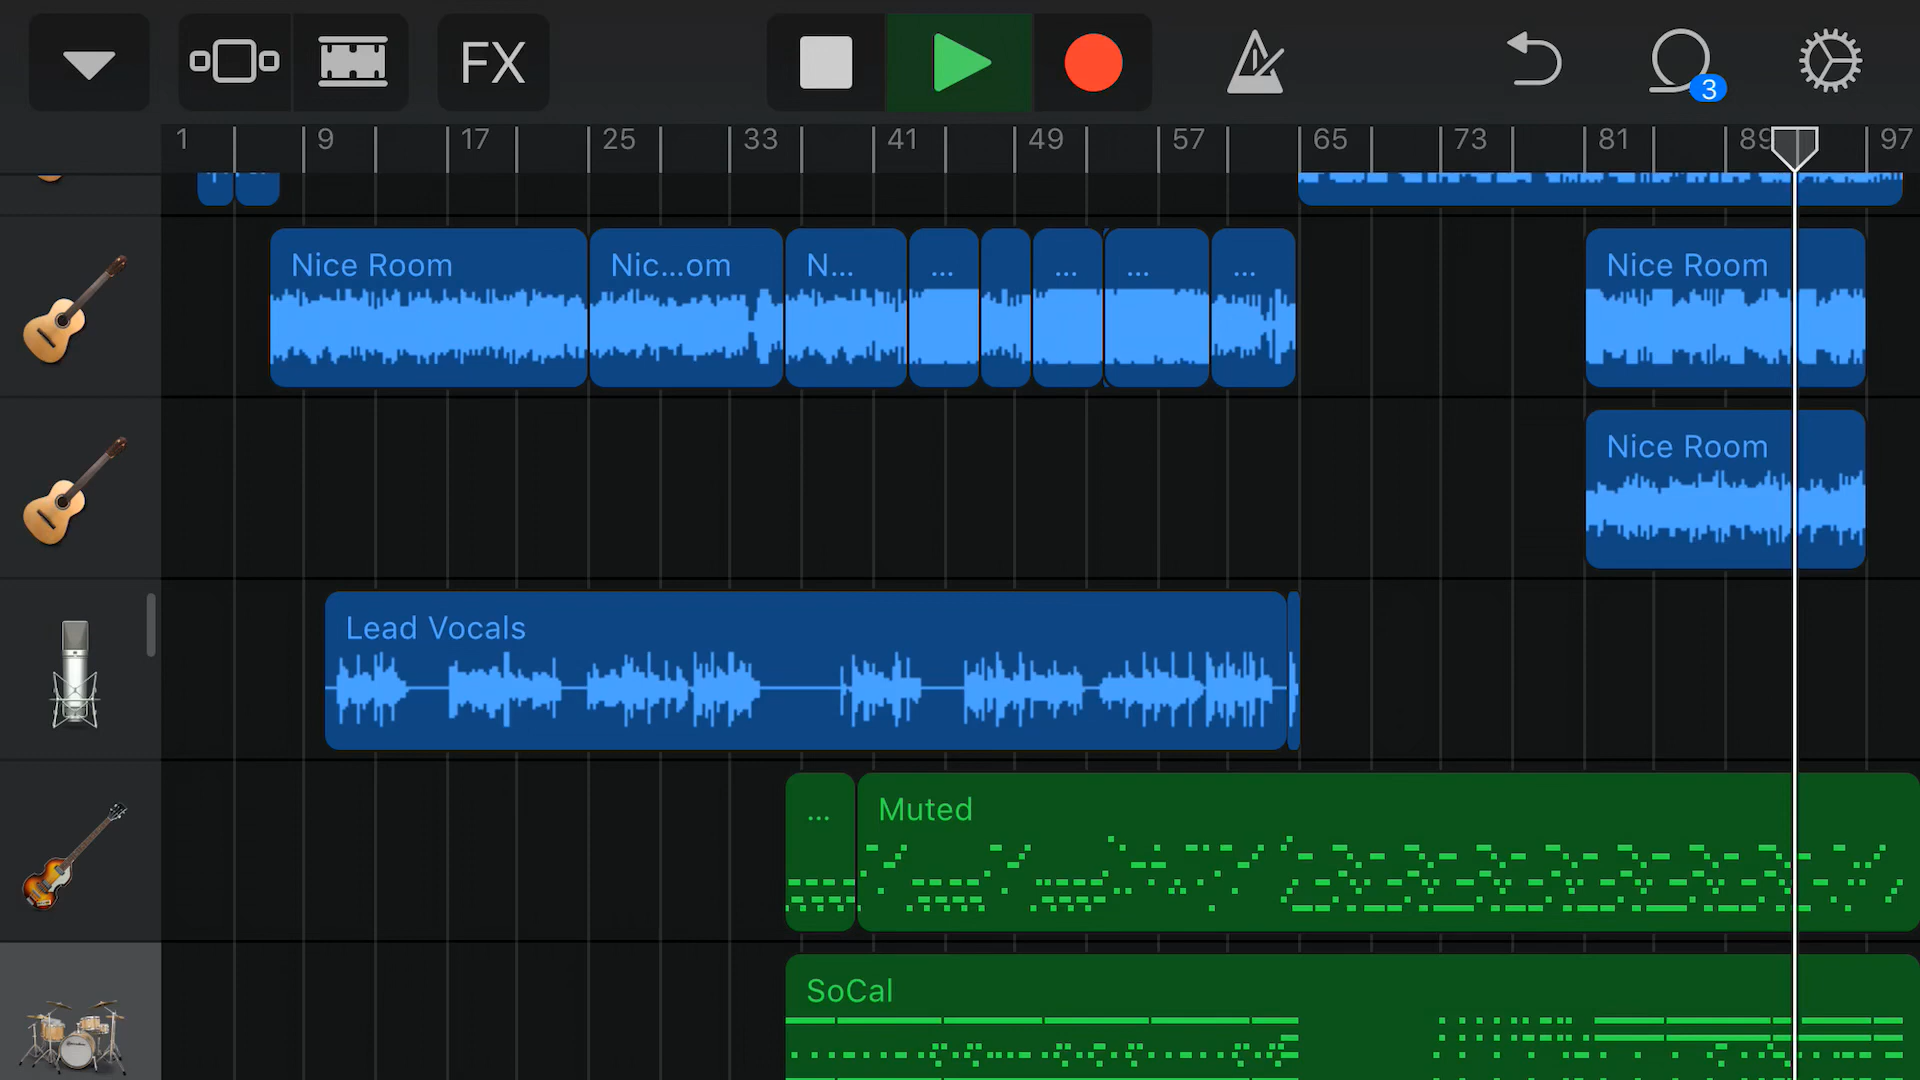 FX
3
1 9 17 25 33 41 49 57 65 73 81 89 97
Nice Room Nic...om N... ... ... ... ... Nice Room
Nice Room
Lead Vocals
... Muted
SoCal